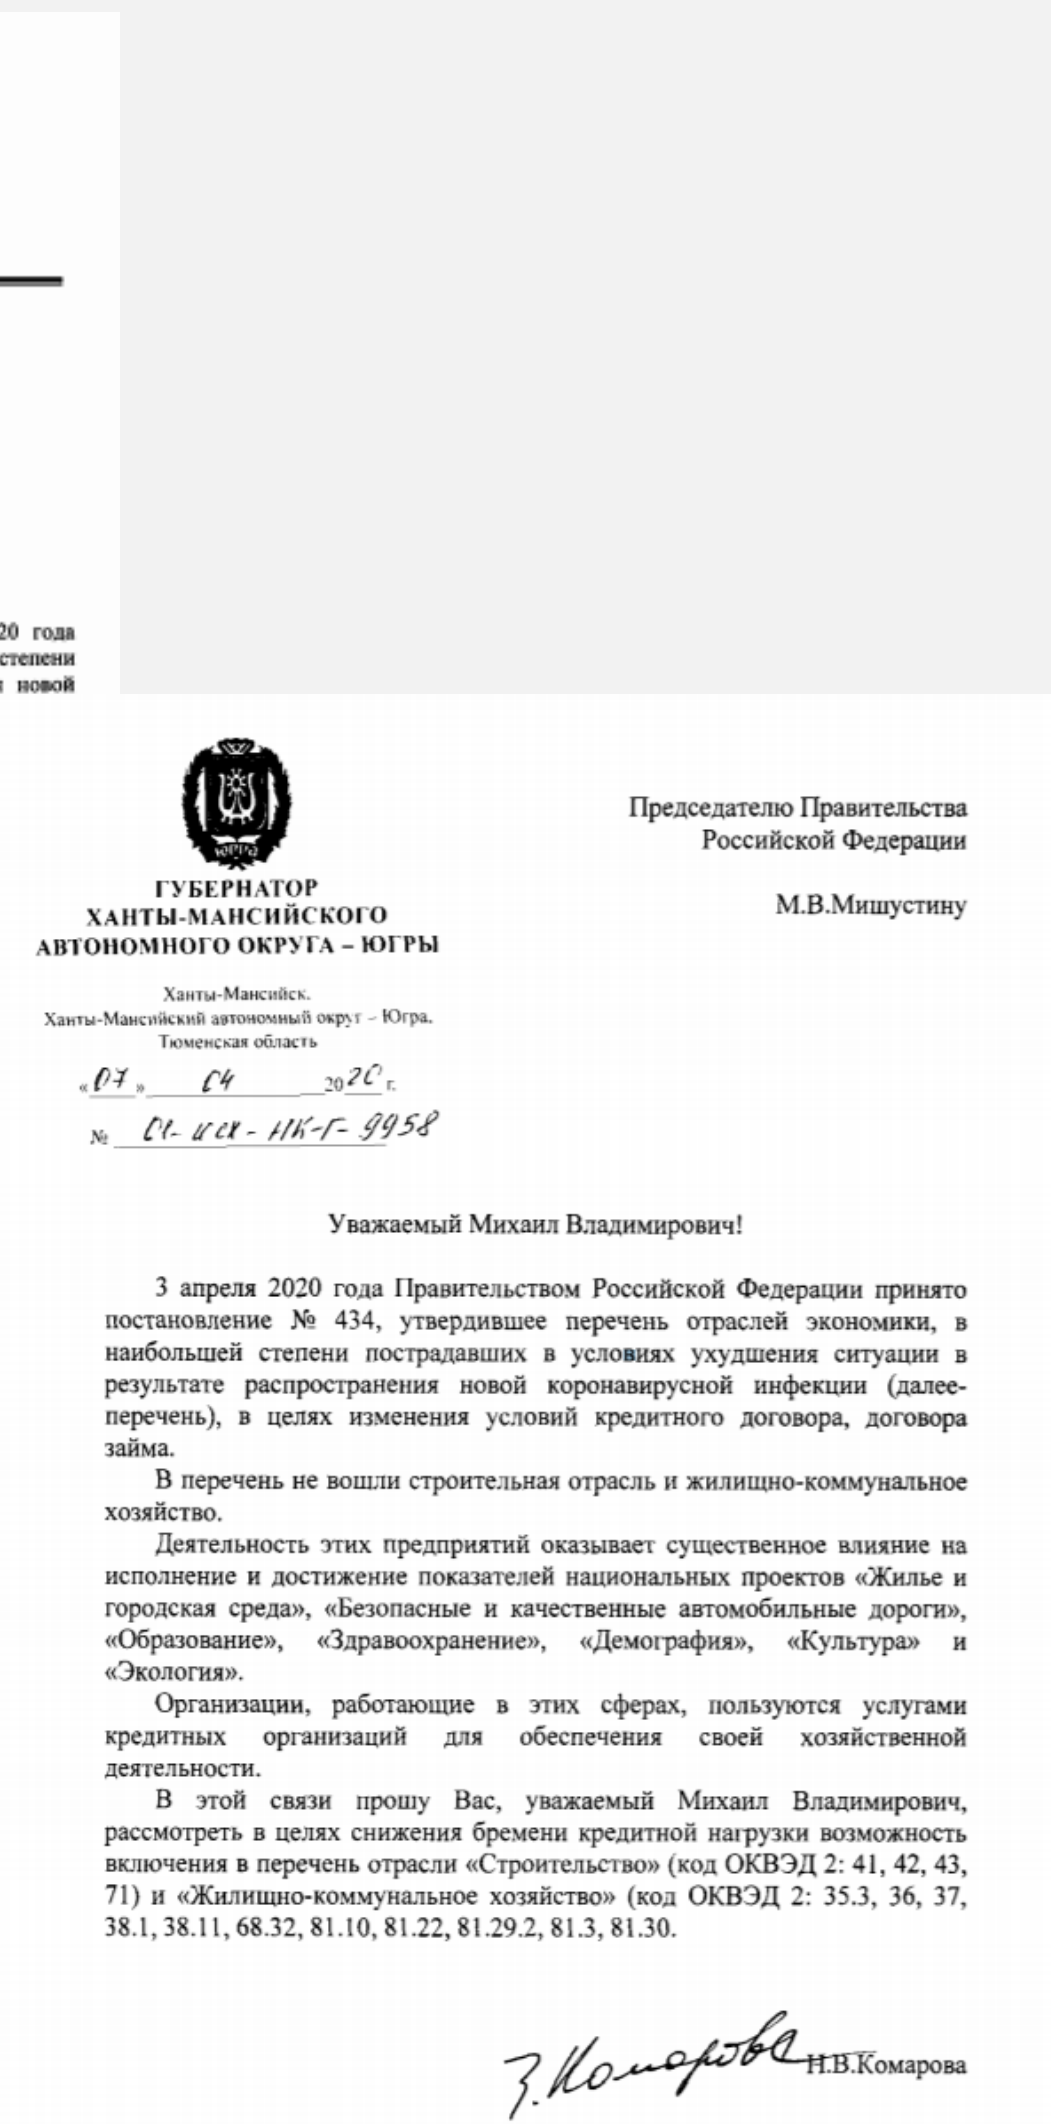 20 года
степени
новой
ЮГРА
ГУБЕРНАТОР
ХАНТЫ-МАНСИЙСКОГО
АВТОНОМНОГО ОКРУГА – ЮГРЫ
Ханты-Мансийск,
Ханты-Мансийский автономный округ – Югра,
Тюменская область
«07» 04 2020 г.
№ 01-исх-НК-Г-9958
Председателю Правительства
Российской Федерации
М.В.Мишустину
Уважаемый Михаил Владимирович!
3 апреля 2020 года Правительством Российской Федерации принято
постановление № 434, утвердившее перечень отраслей экономики, в
наибольшей степени пострадавших в условиях ухудшения ситуации в
результате распространения новой коронавирусной инфекции (далее-
перечень), в целях изменения условий кредитного договора, договора
займа.
В перечень не вошли строительная отрасль и жилищно-коммунальное
хозяйство.
Деятельность этих предприятий оказывает существенное влияние на
исполнение и достижение показателей национальных проектов «Жилье и
городская среда», «Безопасные и качественные автомобильные дороги»,
«Образование», «Здравоохранение», «Демография», «Культура» и
«Экология».
Организации, работающие в этих сферах, пользуются услугами
кредитных организаций для обеспечения своей хозяйственной
деятельности.
В этой связи прошу Вас, уважаемый Михаил Владимирович,
рассмотреть в целях снижения бремени кредитной нагрузки возможность
включения в перечень отрасли «Строительство» (код ОКВЭД 2: 41, 42, 43,
71) и «Жилищно-коммунальное хозяйство» (код ОКВЭД 2: 35.3, 36, 37,
38.1, 38.11, 68.32, 81.10, 81.22, 81.29.2, 81.3, 81.30.
Комарова Н.В.Комарова